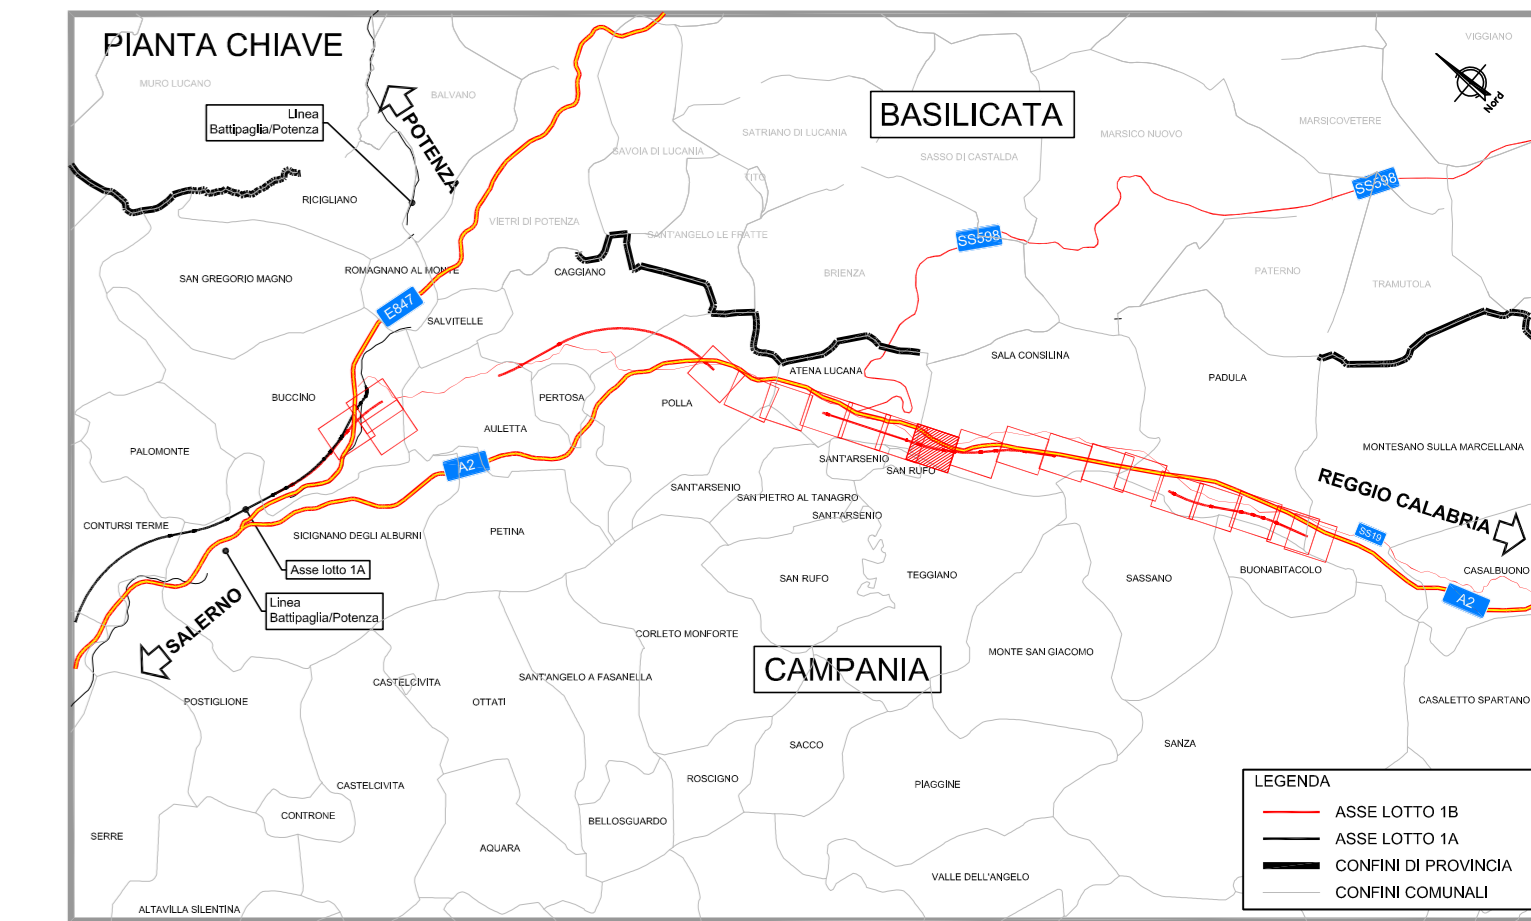 PIANTA CHIAVE
VIGGIANO
MURO LUCANO
BALVANO
Nord
Linea
Battipaglia/Potenza
BASILICATA
POTENZA
SATRIANO DI LUCANIA
MARSICO NUOVO
MARSICOVETERE
SAVOIA DI LUCANIA
SASSO DI CASTALDA
TITO
SS598
RICIGLIANO
VIETRI DI POTENZA
SANT'ANGELO LE FRATTE
SS598
SAN GREGORIO MAGNO
ROMAGNANO AL MONTE
CAGGIANO
BRIENZA
PATERNO
TRAMUTOLA
E847
SALVITELLE
SALA CONSILINA
ATENA LUCANA
PADULA
BUCCINO
PERTOSA
POLLA
AULETTA
PALOMONTE
A2
SANT'ARSENIO
SAN RUFO
MONTESANO SULLA MARCELLANA
SANT'ARSENIO
SAN PIETRO AL TANAGRO
SANT'ARSENIO
REGGIO CALABRIA
CONTURSI TERME
SICIGNANO DEGLI ALBURNI
PETINA
SS19
Asse lotto 1A
SAN RUFO
TEGGIANO
SASSANO
BUONABITACOLO
CASALBUONO
A2
SALERNO
Linea
Battipaglia/Potenza
CORLETO MONFORTE
MONTE SAN GIACOMO
CAMPANIA
CASTELCIVITA
SANT'ANGELO A FASANELLA
POSTIGLIONE
OTTATI
CASALETTO SPARTANO
SACCO
SANZA
ROSCIGNO
PIAGGINE
CASTELCIVITA
CONTRONE
BELLOSGUARDO
SERRE
AQUARA
VALLE DELL'ANGELO
ALTAVILLA SILENTINA
LEGENDA
ASSE LOTTO 1B
ASSE LOTTO 1A
CONFINI DI PROVINCIA
CONFINI COMUNALI